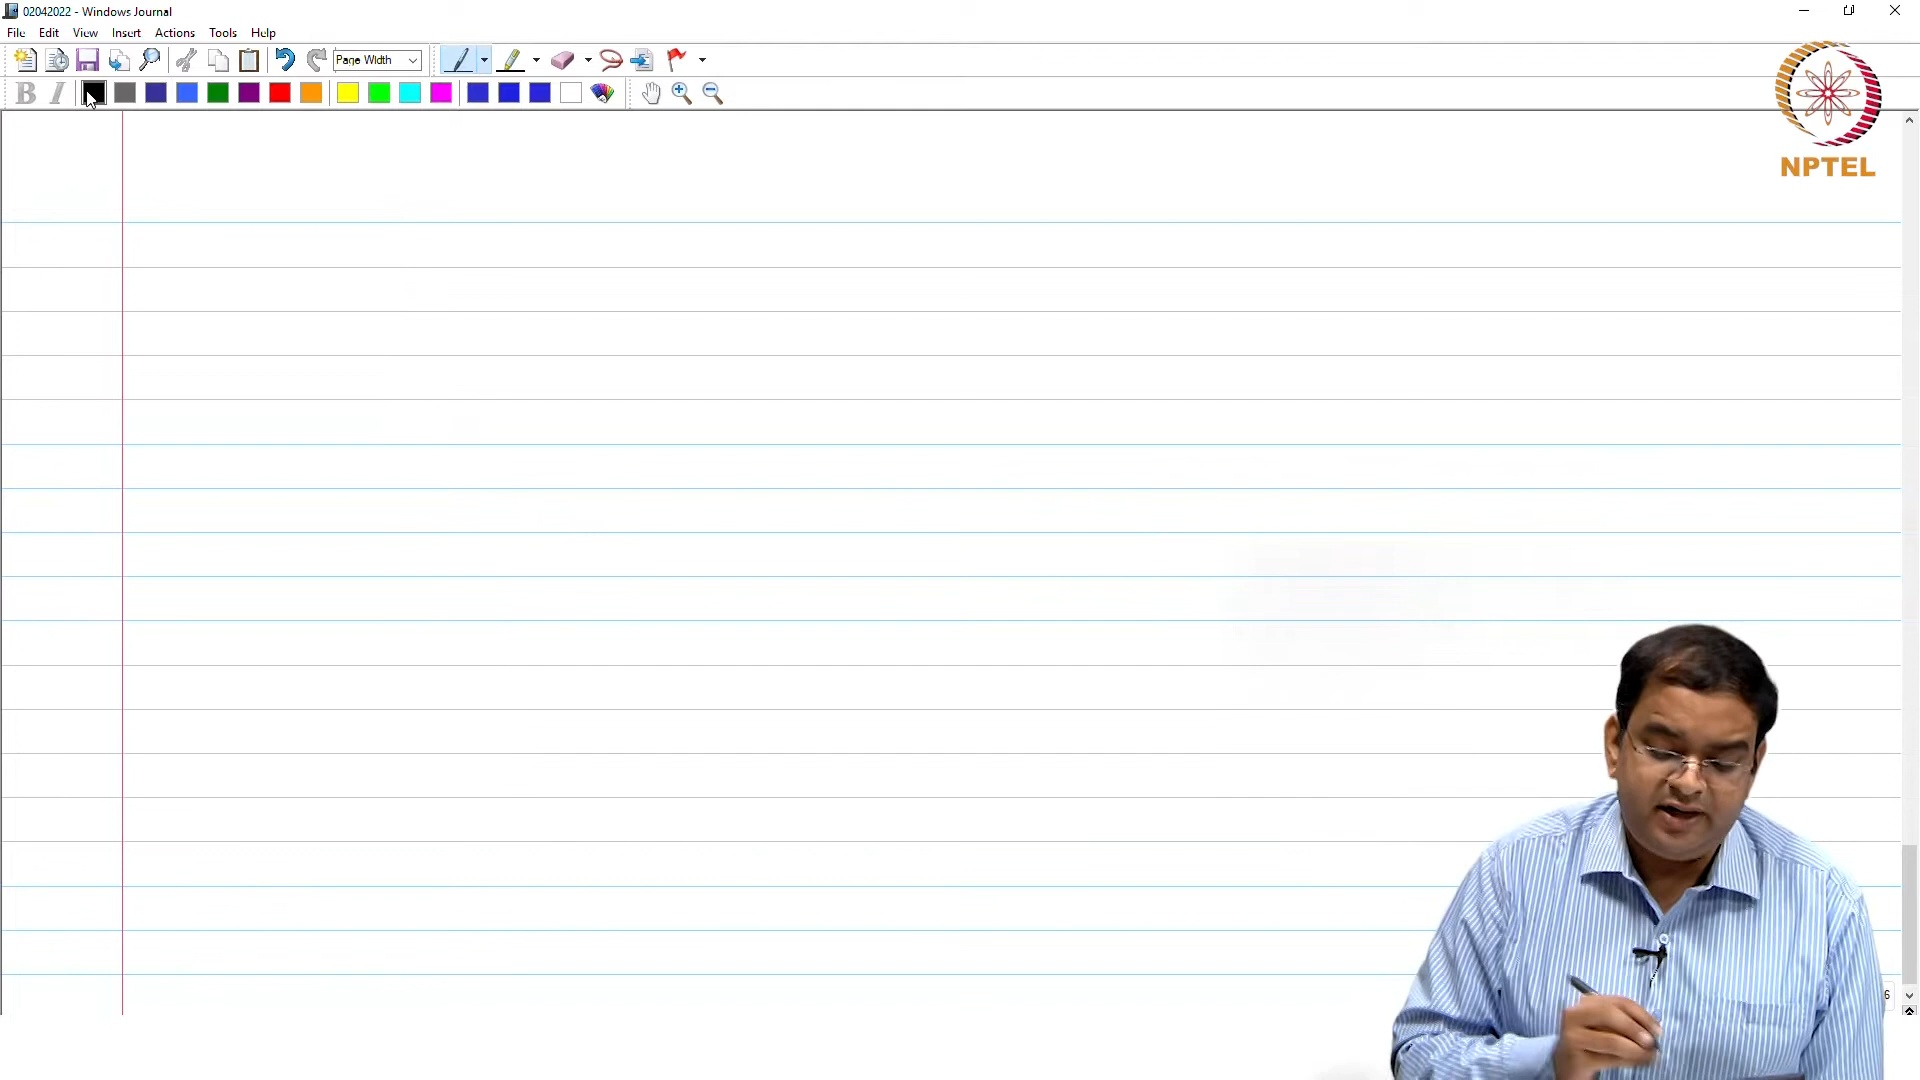 02042022 - Windows Journal
File Edit View Insert Actions Tools Help
Page Width
B I
NPTEL
6